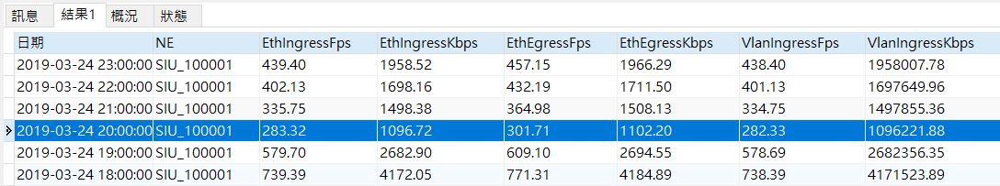 訊息 結果1 概況 狀態
日期 NE EthIngressFps EthIngressKbps EthEgressFps EthEgressKbps VlanIngressFps VlanIngressKbps
2019-03-24 23:00:00 SIU_100001 439.40 1958.52 457.15 1966.29 438.40 1958007.78
2019-03-24 22:00:00 SIU_100001 402.13 1698.16 432.19 1711.50 401.13 1697649.96
2019-03-24 21:00:00 SIU_100001 335.75 1498.38 364.98 1508.13 334.75 1497855.36
2019-03-24 20:00:00 SIU_100001 283.32 1096.72 301.71 1102.20 282.33 1096221.88
2019-03-24 19:00:00 SIU_100001 579.70 2682.90 609.10 2694.55 578.69 2682356.35
2019-03-24 18:00:00 SIU_100001 739.39 4172.05 771.31 4184.89 738.39 4171523.89